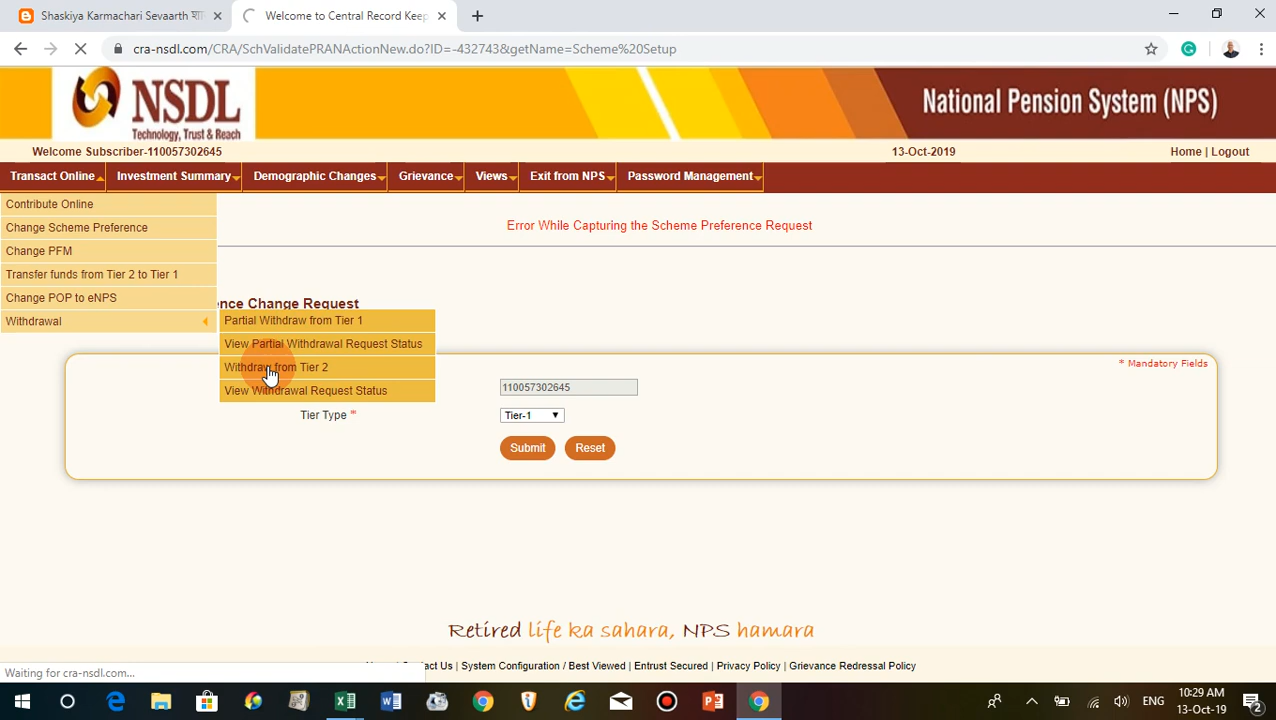 Shaskiya Karmachari Sevaarth
Welcome to Central Record Keep
cra-nsdl.com/CRA/SchValidatePRANActionNew.do?ID=-432743&getName=Scheme%20Setup
NSDL
Technology, Trust & Reach
National Pension System (NPS)
Welcome Subscriber-110057302645
13-Oct-2019
Home | Logout
Transact Online
Investment Summary
Demographic Changes
Grievance
Views
Exit from NPS
Password Management
Contribute Online
Change Scheme Preference
Change PFM
Transfer funds from Tier 2 to Tier 1
Change POP to eNPS
Withdrawal
Error While Capturing the Scheme Preference Request
Change Request
Partial Withdraw from Tier 1
View Partial Withdrawal Request Status
Withdraw from Tier 2
View Withdrawal Request Status
* Mandatory Fields
110057302645
Tier Type *
Tier-1
Submit
Reset
Retired life ka sahara, NPS hamara
Us | System Configuration / Best Viewed | Entrust Secured | Privacy Policy | Grievance Redressal Policy
Waiting for cra-nsdl.com...
ENG
10:29 AM
13-Oct-19
2